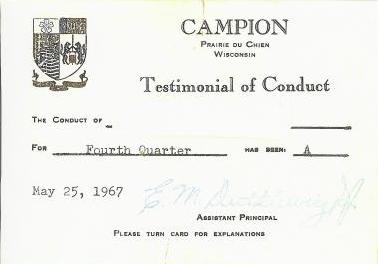 CAMPION
PRAIRIE DU CHIEN
WISCONSIN
Testimonial of Conduct
THE CONDUCT OF
FOR Fourth Quarter HAS BEEN: A
May 25, 1967
ASSISTANT PRINCIPAL
PLEASE TURN CARD FOR EXPLANATIONS